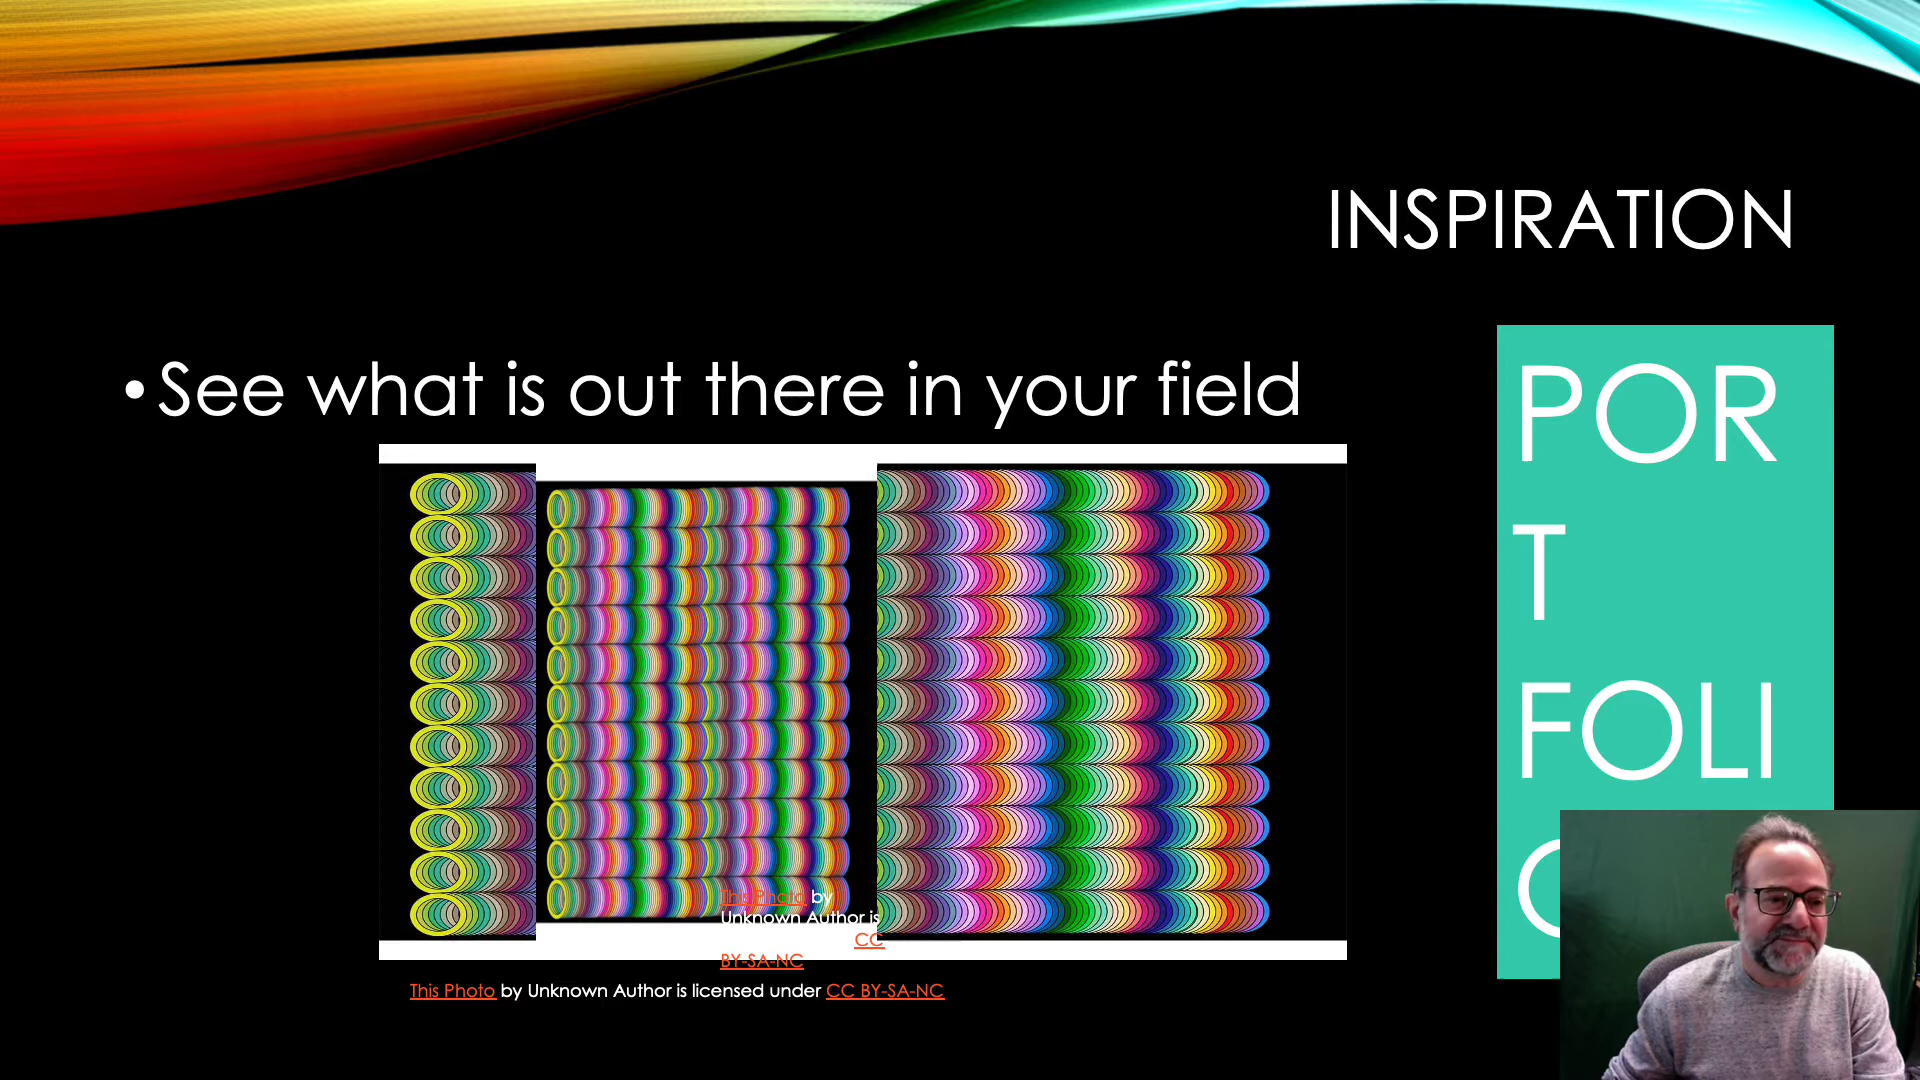 INSPIRATION
• See what is out there in your field
POR
T
FOLI
This Photo by
Unknown Author is
CC
BY-SA-NC
This Photo by Unknown Author is licensed under CC BY-SA-NC